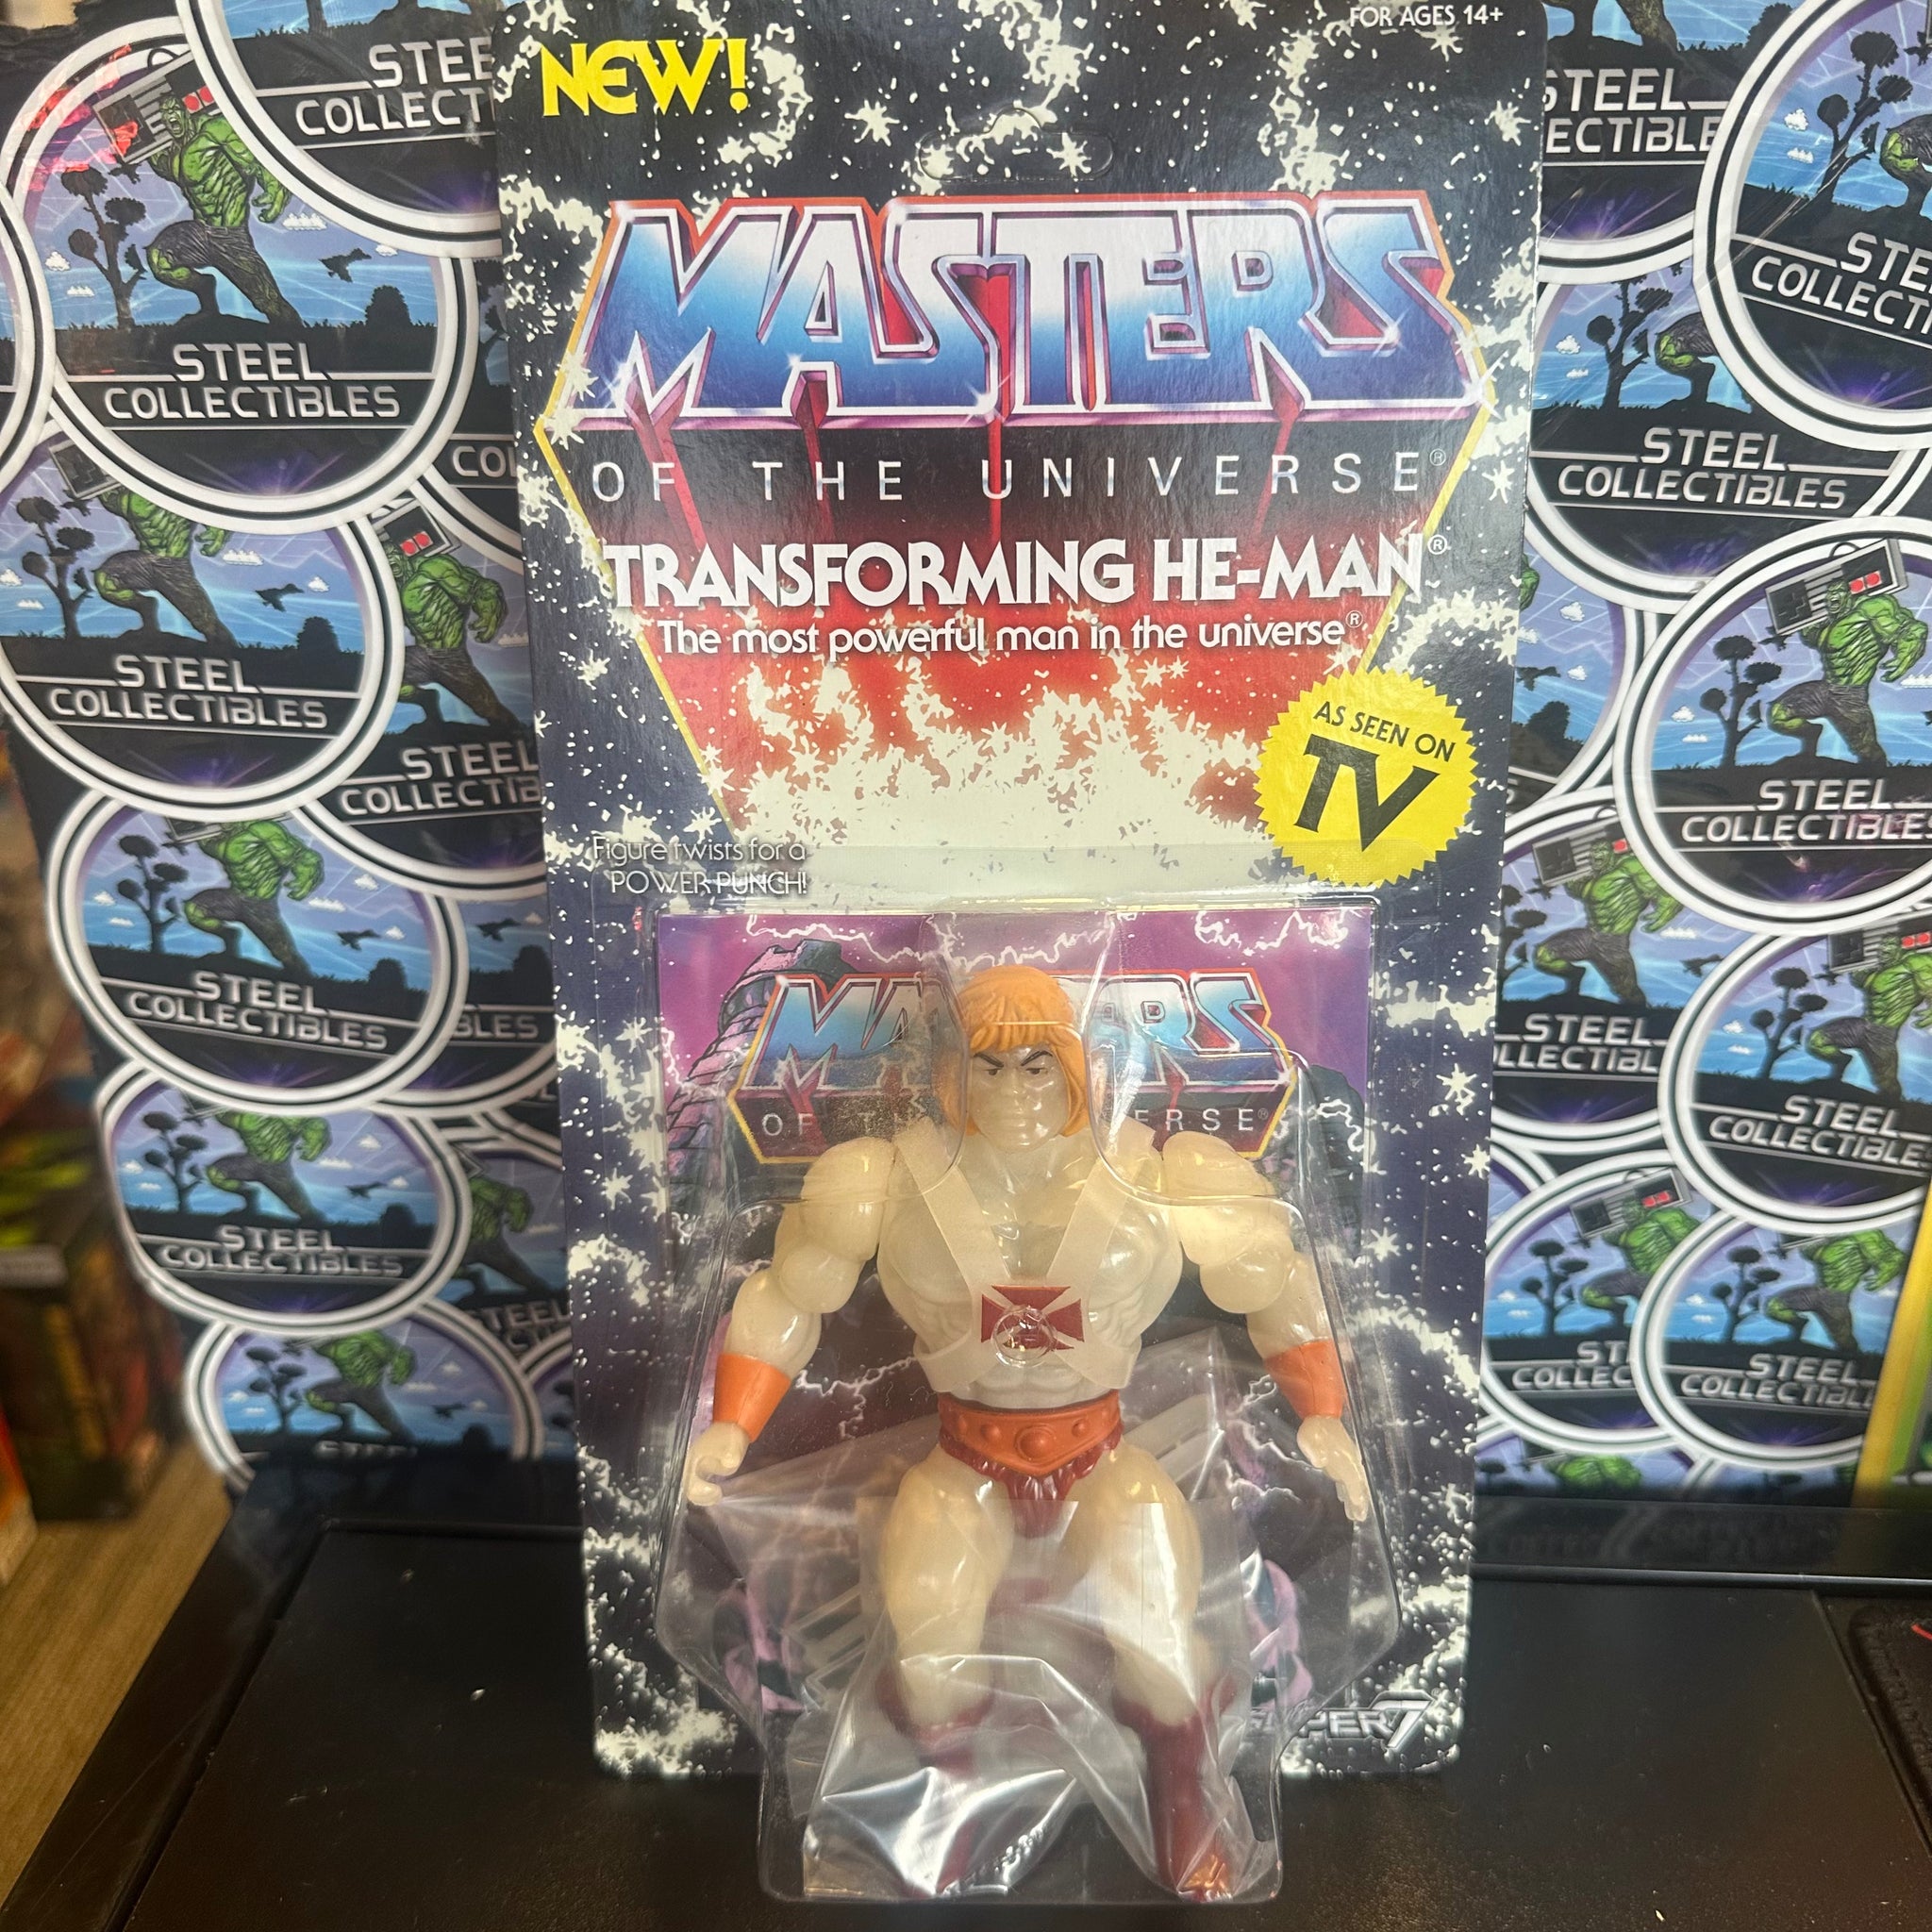 FOR AGES 14+
NEW!
MASTERS
OF THE UNIVERSE®
TRANSFORMING HE-MAN®
The most powerful man in the universe®
AS SEEN ON
TV
Figure twists for a
POWER PUNCH!
OF
ERSE®
SUPER7
STEEL
COLLECTIBLES
STEEL
COLLECTIBLES
STEEL
COLLECTIBLES
STEEL
COLLECTIBLES
STEEL
COLLECTIBLES
STEEL
COLLECTIBLES
STEEL
COLLECTIBLES